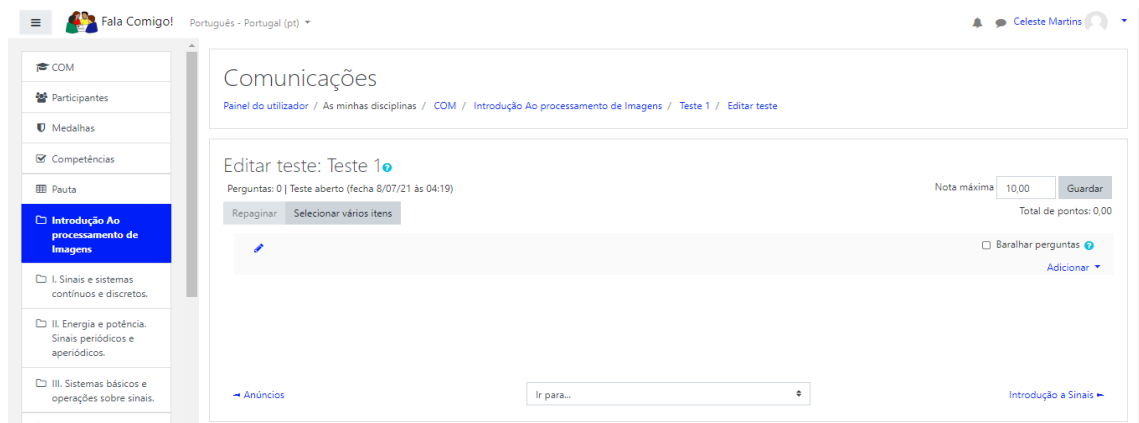 Fala Comigo! Português - Portugal (pt)
Celeste Martins
COM
Participantes
Medalhas
Competências
Pauta
Introdução Ao
processamento de
Imagens
I. Sinais e sistemas
contínuos e discretos.
II. Energia e potência.
Sinais periódicos e
aperiódicos.
III. Sistemas básicos e
operações sobre sinais.
Comunicações
Painel do utilizador / As minhas disciplinas / COM / Introdução Ao processamento de Imagens / Teste 1 / Editar teste
Editar teste: Teste 1
Perguntas: 0 | Teste aberto (fecha 8/07/21 às 04:19)
Nota máxima 10,00 Guardar
Repaginar Selecionar vários itens
Total de pontos: 0,00
Baralhar perguntas
Adicionar
Anúncios
Ir para...
Introdução a Sinais